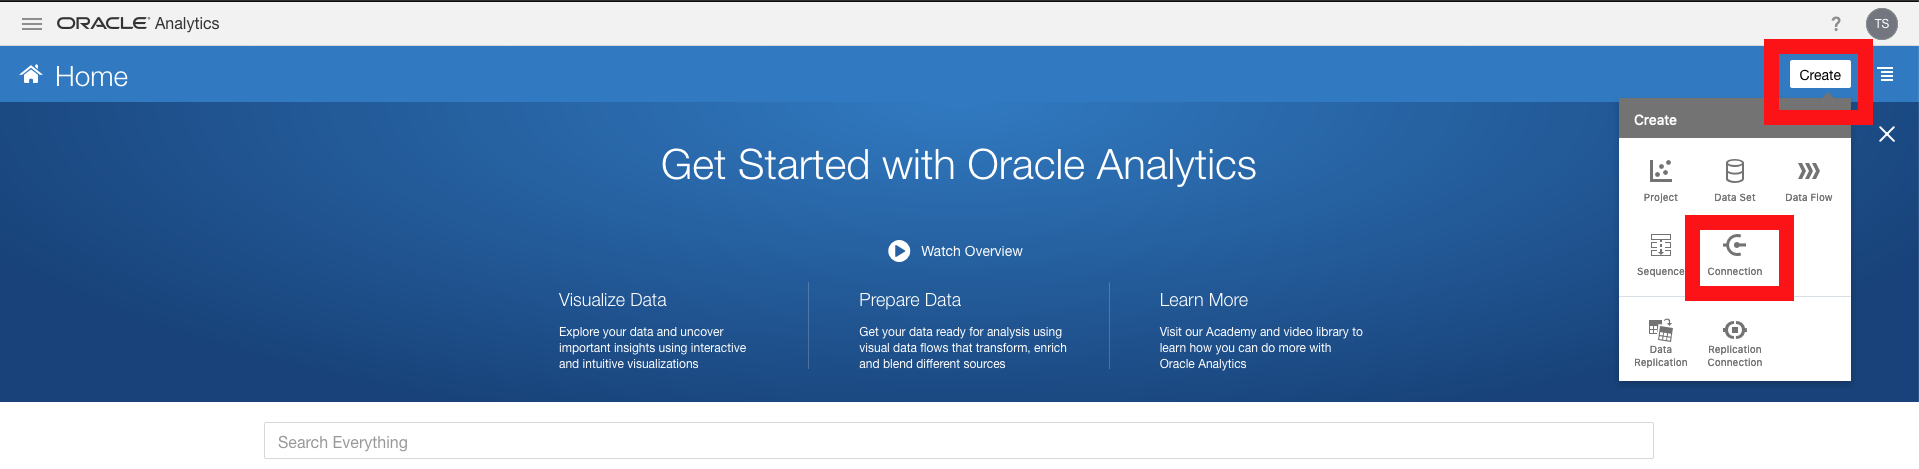 ORACLE Analytics
?
TS
Home
Create
Create
Project
Data Set
Data Flow
Sequence
Connection
Data
Replication
Replication
Connection
Get Started with Oracle Analytics
Watch Overview
Visualize Data
Explore your data and uncover
important insights using interactive
and intuitive visualizations
Prepare Data
Get your data ready for analysis using
visual data flows that transform, enrich
and blend different sources
Learn More
Visit our Academy and video library to
learn how you can do more with
Oracle Analytics
Search Everything